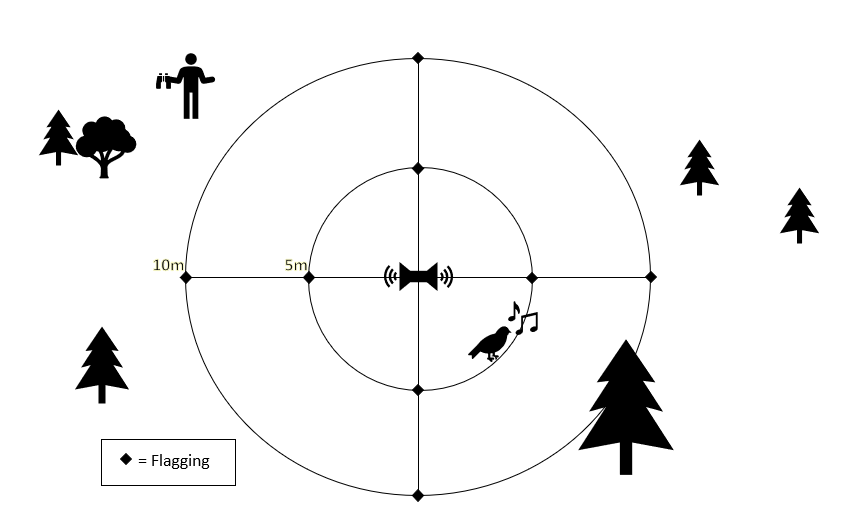 10m
5m
= Flagging